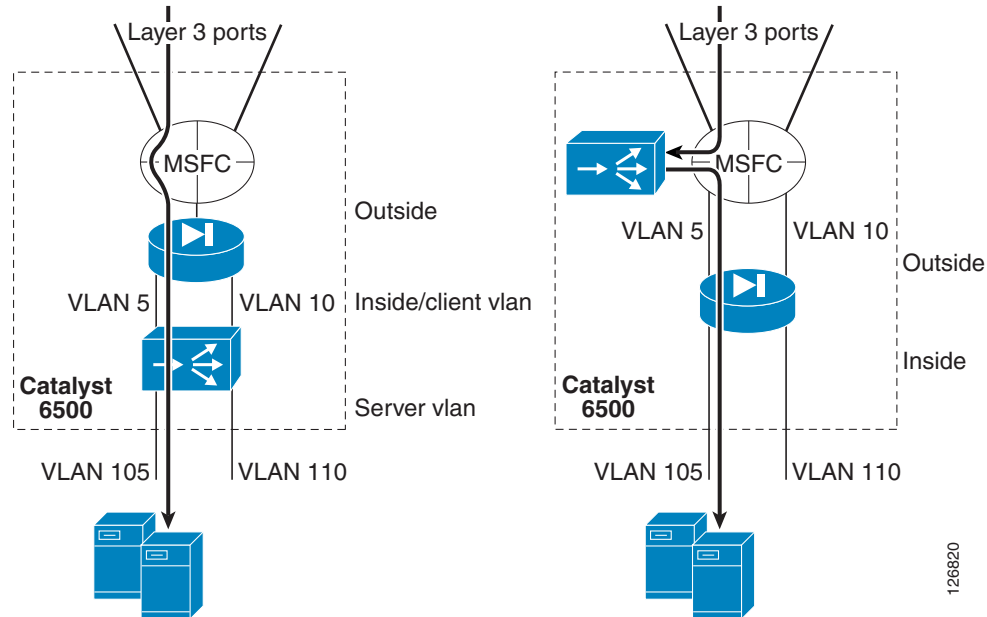 Layer 3 ports
MSFC
Outside
VLAN 5
VLAN 10
Inside/client vlan
Catalyst
6500
Server vlan
VLAN 105
VLAN 110
Layer 3 ports
MSFC
VLAN 5
VLAN 10
Outside
Inside
Catalyst
6500
VLAN 105
VLAN 110
126820